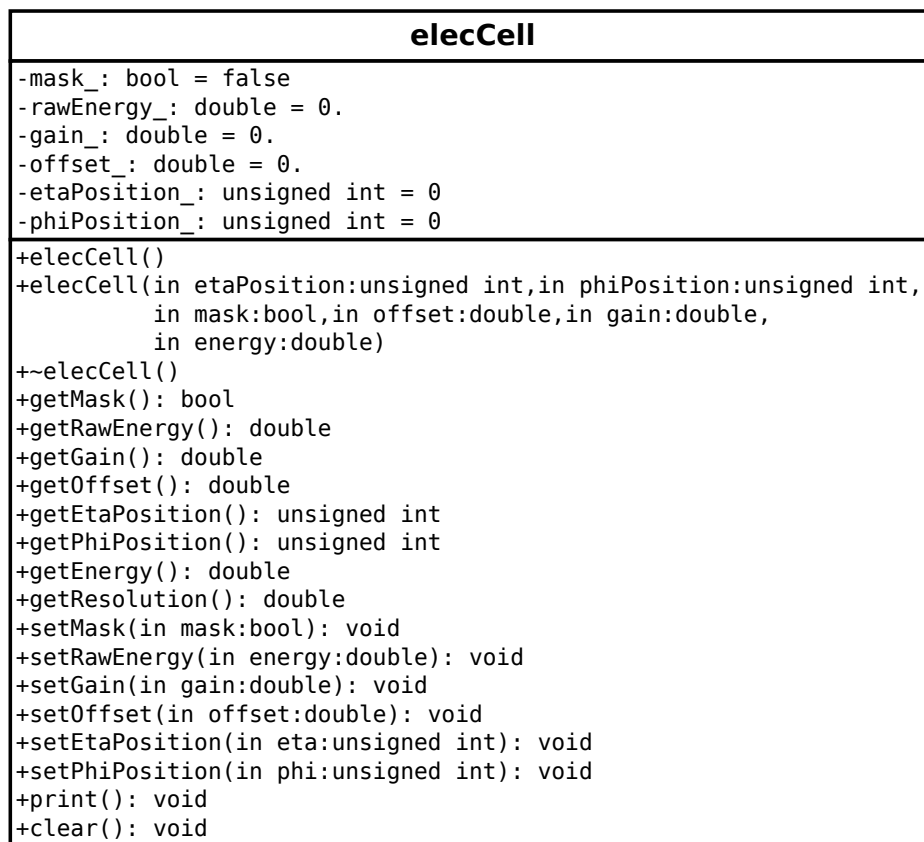 elecCell
-mask_: bool = false
-rawEnergy_: double = 0.
-gain_: double = 0.
-offset_: double = 0.
-etaPosition_: unsigned int = 0
-phiPosition_: unsigned int = 0
+elecCell()
+elecCell(in etaPosition:unsigned int,in phiPosition:unsigned int,
in mask:bool,in offset:double,in gain:double,
in energy:double)
+~elecCell()
+getMask(): bool
+getRawEnergy(): double
+getGain(): double
+getOffset(): double
+getEtaPosition(): unsigned int
+getPhiPosition(): unsigned int
+getEnergy(): double
+getResolution(): double
+setMask(in mask:bool): void
+setRawEnergy(in energy:double): void
+setGain(in gain:double): void
+setOffset(in offset:double): void
+setEtaPosition(in eta:unsigned int): void
+setPhiPosition(in phi:unsigned int): void
+print(): void
+clear(): void